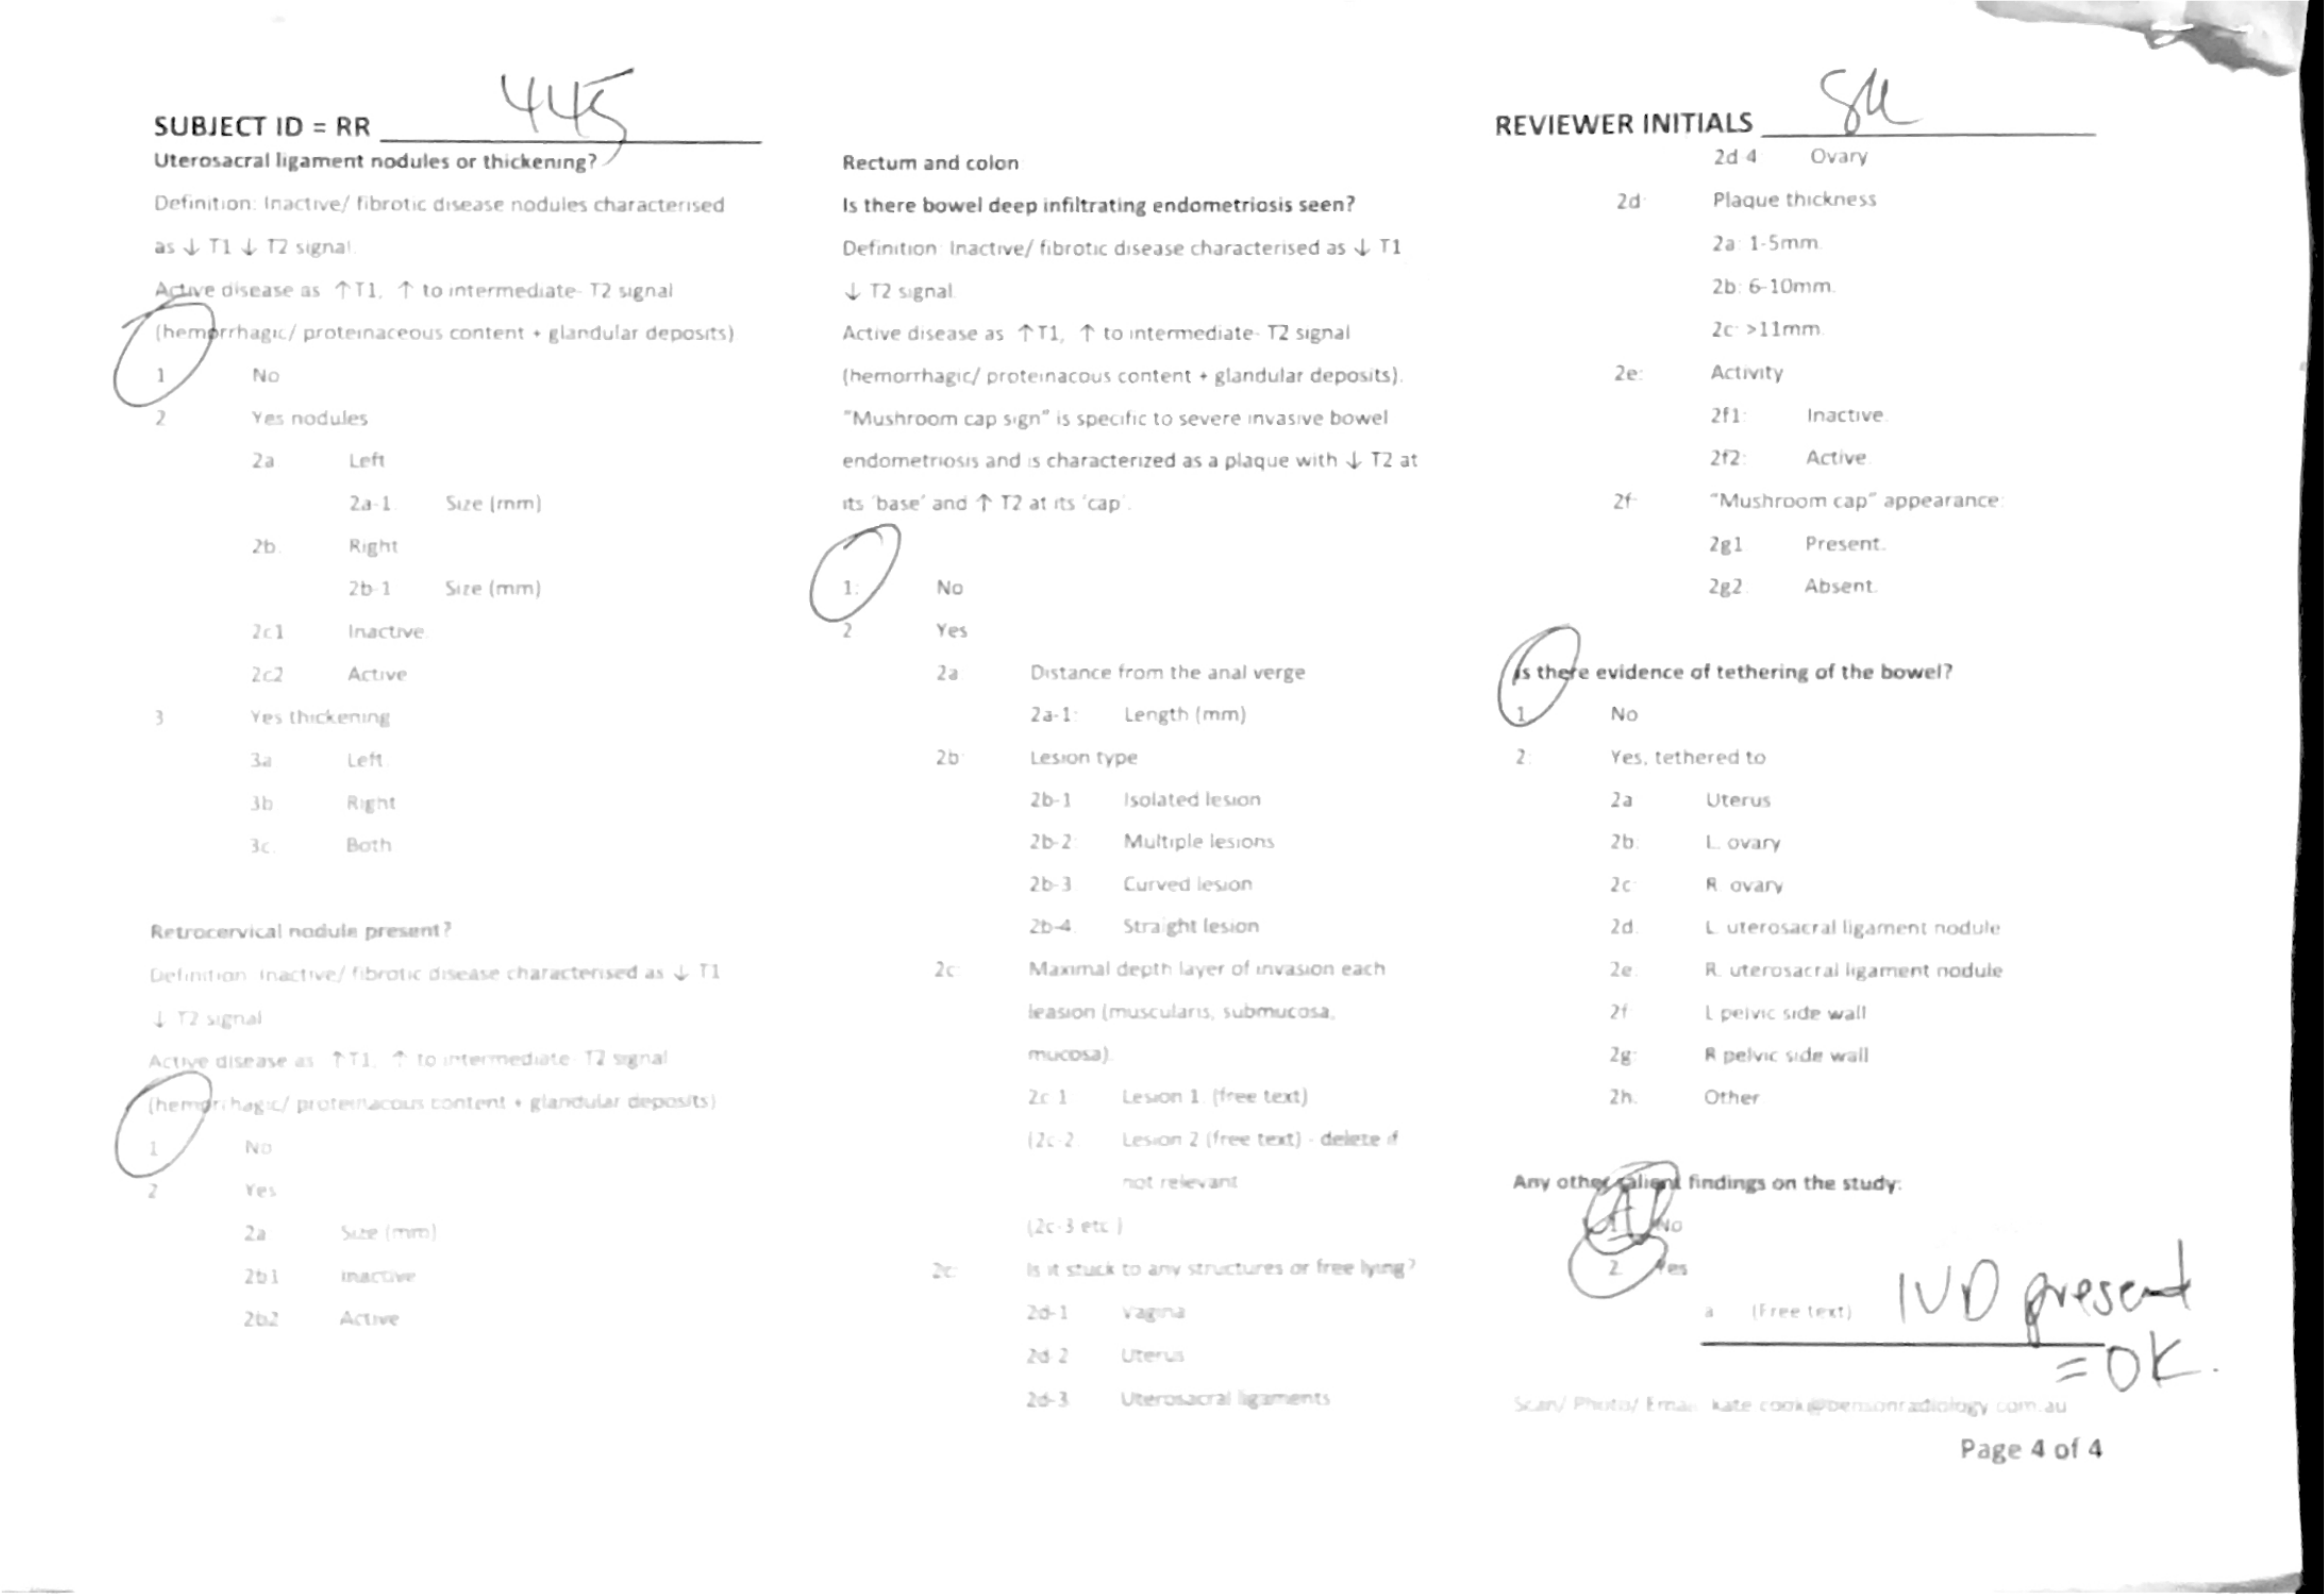 SUBJECT ID = RR 445
Uterosacral ligament nodules or thickening?
Definition: Inactive/ fibrotic disease nodules characterised
as ↓ T1 ↓ T2 signal.
Active disease as ↑T1, ↑ to intermediate- T2 signal
(hemorrhagic/ proteinaceous content + glandular deposits)
1 No
2 Yes nodules
2a Left
2a-1. Size (mm)
2b. Right
2b-1 Size (mm)
2c1 Inactive.
2c2 Active
3 Yes thickening
3a Left.
3b Right
3c. Both
Retrocervical nodule present?
Definition Inactive/ fibrotic disease characterised as ↓ T1
↓ T2 signal
Active disease as ↑T1, ↑ to intermediate- T2 signal
(hemorrhagic/ proteinacous content + glandular deposits)
1 No
2 Yes
2a Size (mm)
2b1 Inactive
2b2 Active
Rectum and colon
Is there bowel deep infiltrating endometriosis seen?
Definition: Inactive/ fibrotic disease characterised as ↓ T1
↓ T2 signal.
Active disease as ↑T1, ↑ to intermediate- T2 signal
(hemorrhagic/ proteinacous content + glandular deposits).
"Mushroom cap sign" is specific to severe invasive bowel
endometriosis and is characterized as a plaque with ↓ T2 at
its 'base' and ↑ T2 at its 'cap'.
1: No
2 Yes
2a Distance from the anal verge
2a-1: Length (mm)
2b: Lesion type
2b-1 Isolated lesion
2b-2: Multiple lesions
2b-3 Curved lesion
2b-4. Straight lesion
2c: Maximal depth layer of invasion each
leasion (muscularis, submucosa,
mucosa).
2c-1 Lesion 1 (free text)
(2c-2. Lesion 2 (free text) - delete if
not relevant
(2c-3 etc.)
2c: Is it stuck to any structures or free lying?
2d-1 Vagina
2d-2 Uterus
2d-3 Uterosacral ligaments
REVIEWER INITIALS
2d 4 Ovary
2d: Plaque thickness
2a: 1-5mm.
2b: 6-10mm.
2c: >11mm.
2e: Activity
2f1: Inactive.
2f2: Active.
2f: "Mushroom cap" appearance:
2g1 Present.
2g2. Absent.
Is there evidence of tethering of the bowel?
1. No
2: Yes, tethered to
2a Uterus
2b: L. ovary
2c: R. ovary
2d. L. uterosacral ligament nodule
2e. R. uterosacral ligament nodule
2f L pelvic side wall
2g: R pelvic side wall
2h. Other
Any other salient findings on the study:
1 No
2. Yes
a (Free text) IUD present
= OK.
Scan/ Photo/ Email kate.cook@bensonradiology.com.au
Page 4 of 4